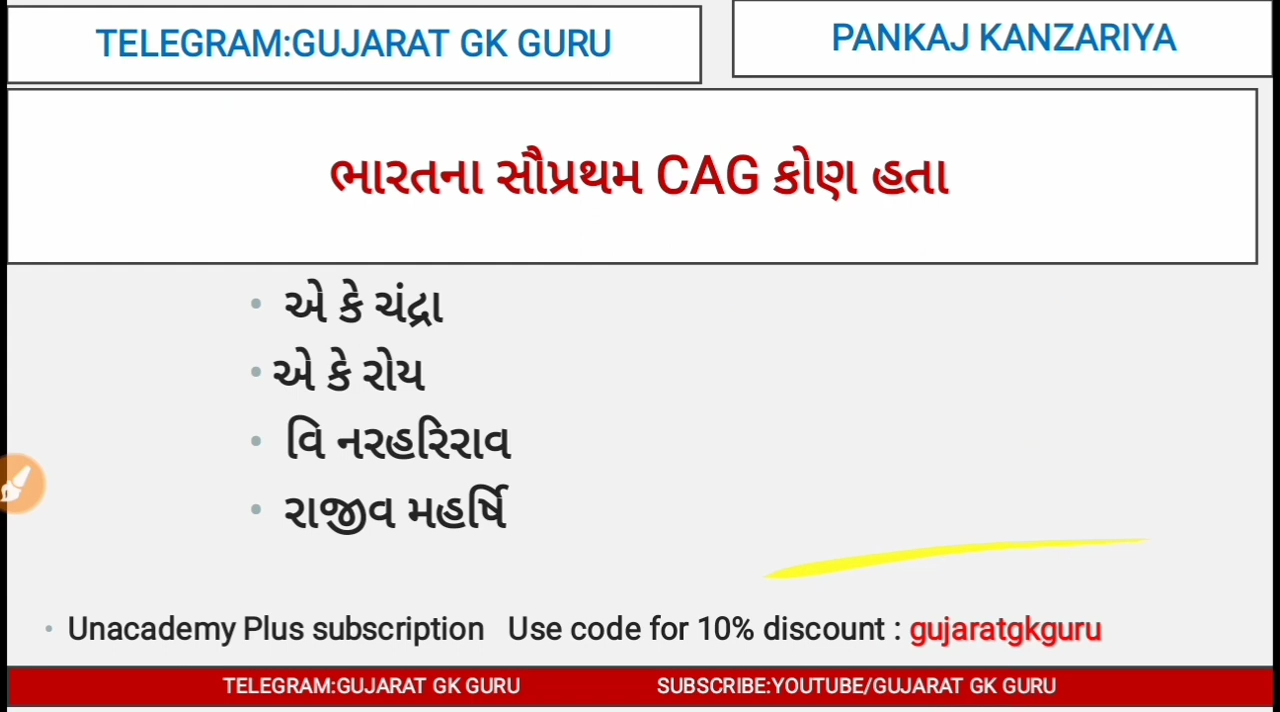 TELEGRAM:GUJARAT GK GURU
PANKAJ KANZARIYA
ભારતના સૌપ્રથમ CAG કોણ હતા
• એ કે ચંદ્રા
• એ કે રોય
• વિ નરહરિરાવ
• રાજીવ મહર્ષિ
• Unacademy Plus subscription Use code for 10% discount : gujaratgkguru
TELEGRAM:GUJARAT GK GURU SUBSCRIBE:YOUTUBE/GUJARAT GK GURU